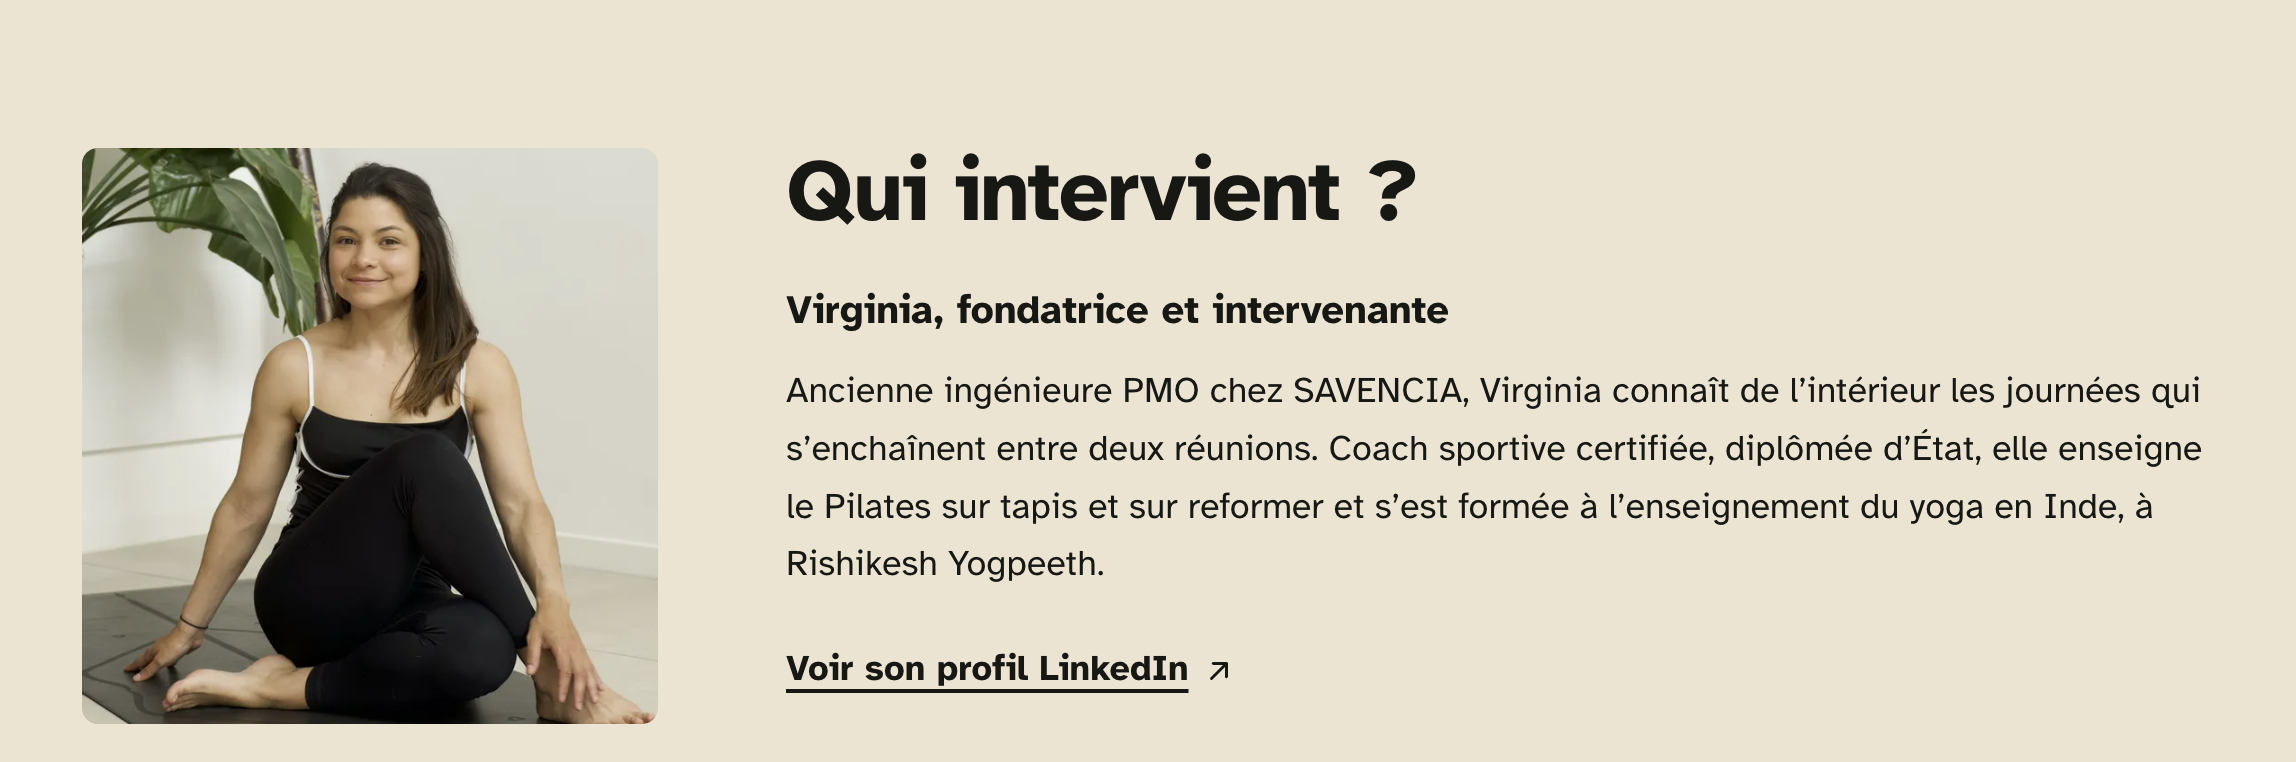 Qui intervient ?
Virginia, fondatrice et intervenante
Ancienne ingénieure PMO chez SAVENCIA, Virginia connaît de l’intérieur les journées qui
s’enchaînent entre deux réunions. Coach sportive certifiée, diplômée d’État, elle enseigne
le Pilates sur tapis et sur reformer et s’est formée à l’enseignement du yoga en Inde, à
Rishikesh Yogpeeth.
Voir son profil LinkedIn ↗